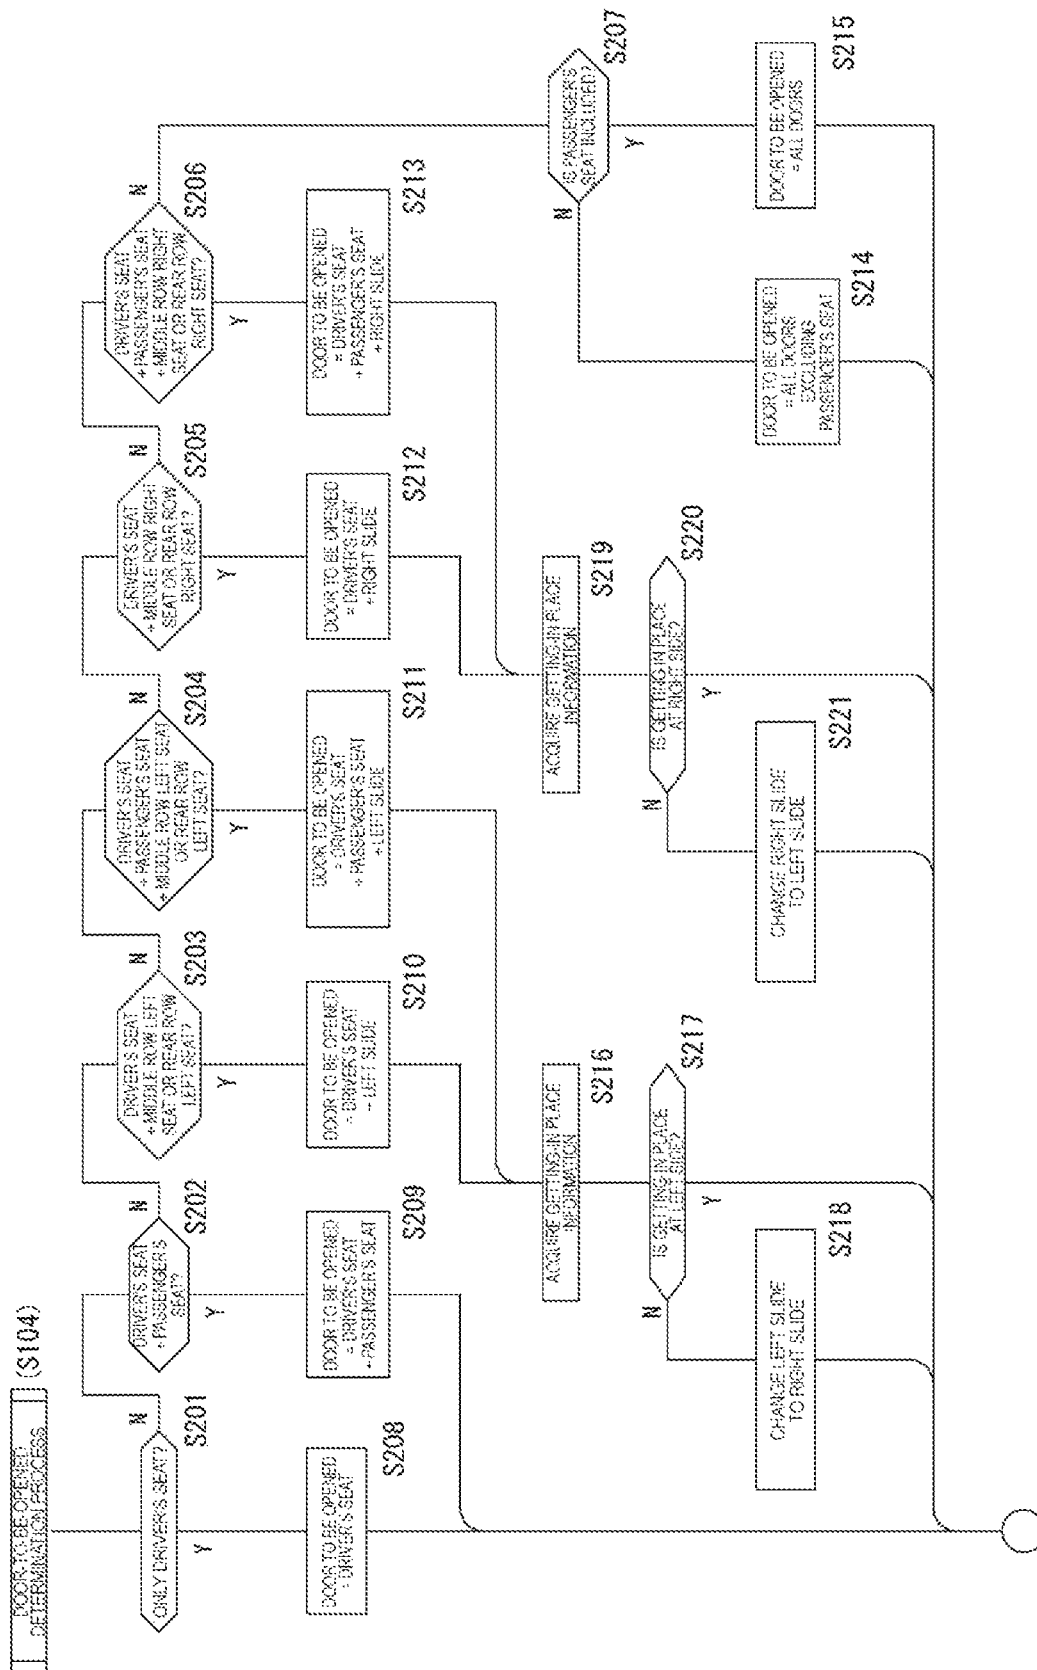 DOOR-TO-BE-OPENED
DETERMINATION PROCESS
(S104)
ONLY DRIVER'S SEAT?
S201
N
Y
DRIVER'S SEAT
+ PASSENGER'S
SEAT?
S202
N
Y
DRIVER'S SEAT
+ MIDDLE ROW LEFT
SEAT OR REAR ROW
LEFT SEAT?
S203
N
Y
DRIVER'S SEAT
+ PASSENGER'S SEAT
+ MIDDLE ROW LEFT SEAT
OR REAR ROW
LEFT SEAT?
S204
N
Y
DRIVER'S SEAT
+ MIDDLE ROW RIGHT
SEAT OR REAR ROW
RIGHT SEAT?
S205
N
Y
DRIVER'S SEAT
+ PASSENGER'S SEAT
+ MIDDLE ROW RIGHT
SEAT OR REAR ROW
RIGHT SEAT?
S206
N
Y
DOOR TO BE OPENED
= DRIVER'S SEAT
S208
DOOR TO BE OPENED
= DRIVER'S SEAT
+ PASSENGER'S SEAT
S209
DOOR TO BE OPENED
= DRIVER'S SEAT
+ LEFT SLIDE
S210
DOOR TO BE OPENED
= DRIVER'S SEAT
+ PASSENGER'S SEAT
+ LEFT SLIDE
S211
DOOR TO BE OPENED
= DRIVER'S SEAT
+ RIGHT SLIDE
S212
DOOR TO BE OPENED
= DRIVER'S SEAT
+ PASSENGER'S SEAT
+ RIGHT SLIDE
S213
ACQUIRE GETTING-IN PLACE
INFORMATION
S216
IS GETTING IN PLACE
AT LEFT SIDE?
S217
N
Y
CHANGE LEFT SLIDE
TO RIGHT SLIDE
S218
ACQUIRE GETTING-IN PLACE
INFORMATION
S219
IS GETTING IN PLACE
AT RIGHT SIDE?
S220
N
Y
CHANGE RIGHT SLIDE
TO LEFT SLIDE
S221
IS PASSENGER'S
SEAT INCLUDED?
S207
N
Y
DOOR TO BE OPENED
= ALL DOORS
EXCLUDING
PASSENGER'S SEAT
S214
DOOR TO BE OPENED
= ALL DOORS
S215